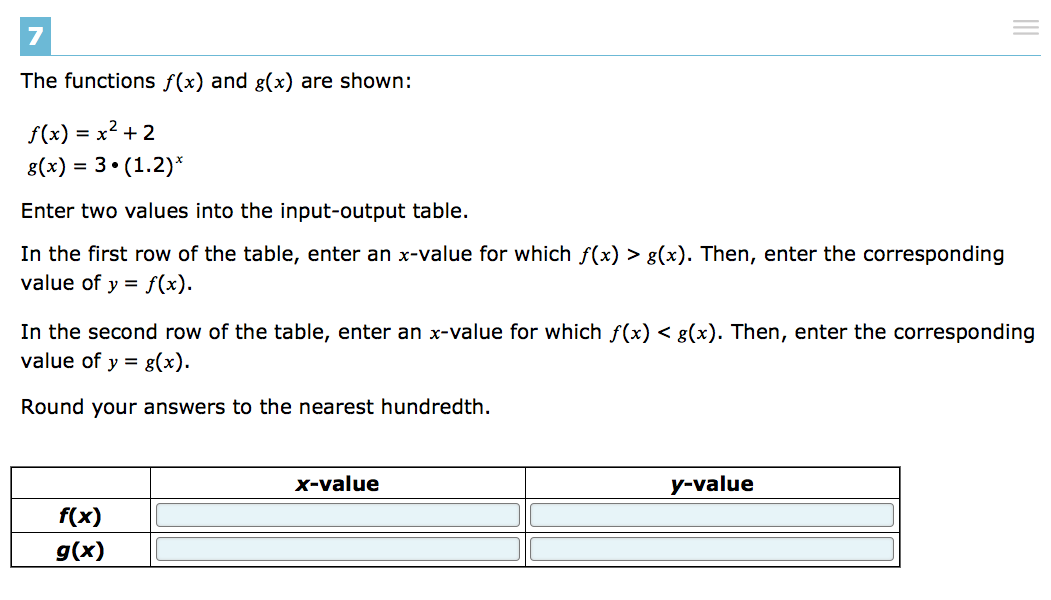 7
The functions f(x) and g(x) are shown:
f(x) = x² + 2
g(x) = 3 • (1.2)ˣ
Enter two values into the input-output table.
In the first row of the table, enter an x-value for which f(x) > g(x). Then, enter the corresponding
value of y = f(x).
In the second row of the table, enter an x-value for which f(x) < g(x). Then, enter the corresponding
value of y = g(x).
Round your answers to the nearest hundredth.
x-value y-value
f(x)
g(x)